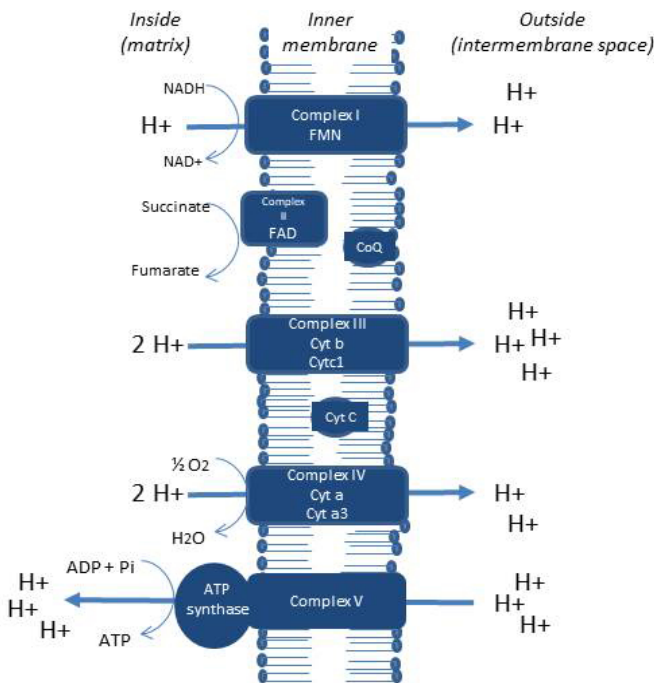 Inside
(matrix)
Inner
membrane
Outside
(intermembrane space)
NADH
H+
NAD+
Complex I
FMN
H+
H+
Succinate
Fumarate
Complex
II
FAD
CoQ
2 H+
Complex III
Cyt b
Cytc1
H+
H+ H+
H+
Cyt C
½ O2
2 H+
H2O
Complex IV
Cyt a
Cyt a3
H+
H+
ADP + Pi
H+
H+
H+
ATP
ATP
synthase
Complex V
H+
H+
H+